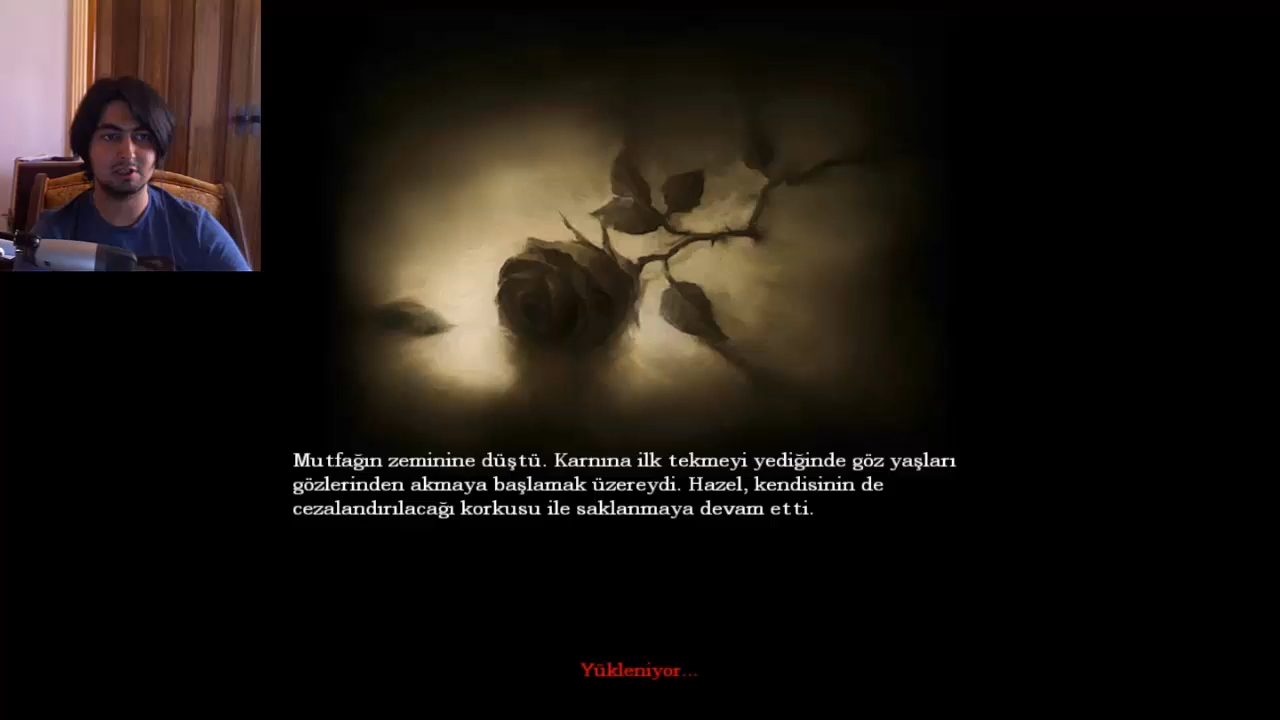 Mutfağın zeminine düştü. Karnına ilk tekmeyi yediğinde göz yaşları
gözlerinden akmaya başlamak üzereydi. Hazel, kendisinin de
cezalandırılacağı korkusu ile saklanmaya devam etti.
Yükleniyor...